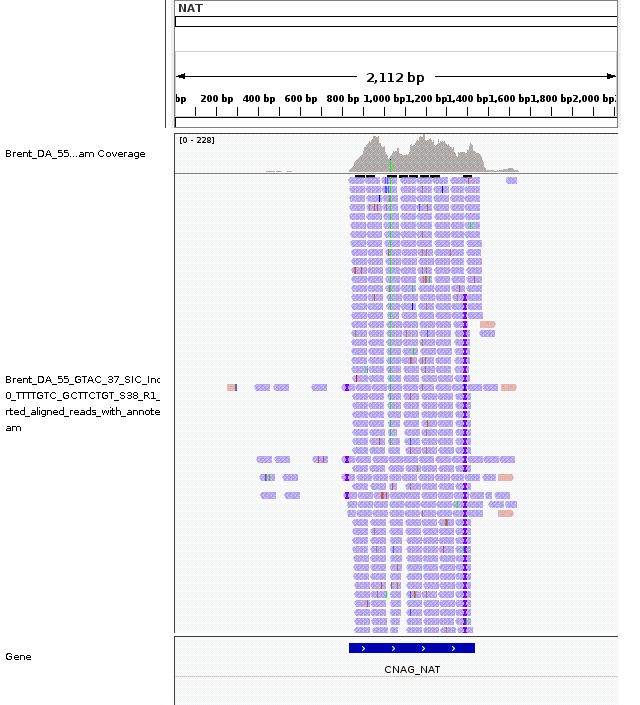 NAT
2,112 bp
bp 200 bp 400 bp 600 bp 800 bp 1,000 bp 1,200 bp 1,400 bp 1,600 bp 1,800 bp 2,000 bp
[0 - 228]
Brent_DA_55...am Coverage
Brent_DA_55_GTAC_37_SIC_Inc
0_TTTTGTC_GCTTCTGT_S38_R1_
rted_aligned_reads_with_annote
am
Gene
CNAG_NAT